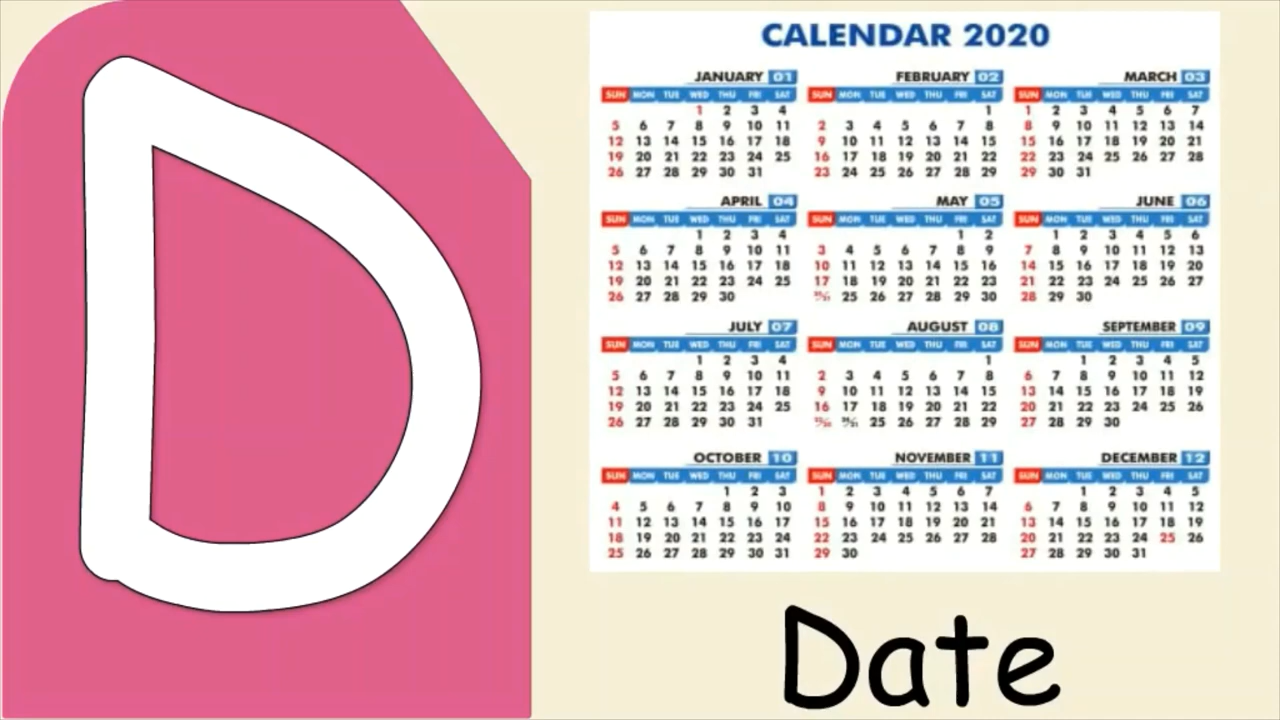 D
CALENDAR 2020
JANUARY 01
SUN MON TUE WED THU FRI SAT
1 2 3 4
5 6 7 8 9 10 11
12 13 14 15 16 17 18
19 20 21 22 23 24 25
26 27 28 29 30 31
FEBRUARY 02
SUN MON TUE WED THU FRI SAT
1
2 3 4 5 6 7 8
9 10 11 12 13 14 15
16 17 18 19 20 21 22
23 24 25 26 27 28 29
MARCH 03
SUN MON TUE WED THU FRI SAT
1 2 3 4 5 6 7
8 9 10 11 12 13 14
15 16 17 18 19 20 21
22 23 24 25 26 27 28
29 30 31
APRIL 04
SUN MON TUE WED THU FRI SAT
1 2 3 4
5 6 7 8 9 10 11
12 13 14 15 16 17 18
19 20 21 22 23 24 25
26 27 28 29 30
MAY 05
SUN MON TUE WED THU FRI SAT
1 2
3 4 5 6 7 8 9
10 11 12 13 14 15 16
17 18 19 20 21 22 23
25 26 27 28 29 30
JUNE 06
SUN MON TUE WED THU FRI SAT
1 2 3 4 5 6
7 8 9 10 11 12 13
14 15 16 17 18 19 20
21 22 23 24 25 26 27
28 29 30
JULY 07
SUN MON TUE WED THU FRI SAT
1 2 3 4
5 6 7 8 9 10 11
12 13 14 15 16 17 18
19 20 21 22 23 24 25
26 27 28 29 30 31
AUGUST 08
SUN MON TUE WED THU FRI SAT
1
2 3 4 5 6 7 8
9 10 11 12 13 14 15
16 17 18 19 20 21 22
25 26 27 28 29
SEPTEMBER 09
SUN MON TUE WED THU FRI SAT
1 2 3 4 5
6 7 8 9 10 11 12
13 14 15 16 17 18 19
20 21 22 23 24 25 26
27 28 29 30
OCTOBER 10
SUN MON TUE WED THU FRI SAT
1 2 3
4 5 6 7 8 9 10
11 12 13 14 15 16 17
18 19 20 21 22 23 24
25 26 27 28 29 30 31
NOVEMBER 11
SUN MON TUE WED THU FRI SAT
1 2 3 4 5 6 7
8 9 10 11 12 13 14
15 16 17 18 19 20 21
22 23 24 25 26 27 28
29 30
DECEMBER 12
SUN MON TUE WED THU FRI SAT
1 2 3 4 5
6 7 8 9 10 11 12
13 14 15 16 17 18 19
20 21 22 23 24 25 26
27 28 29 30 31
Date